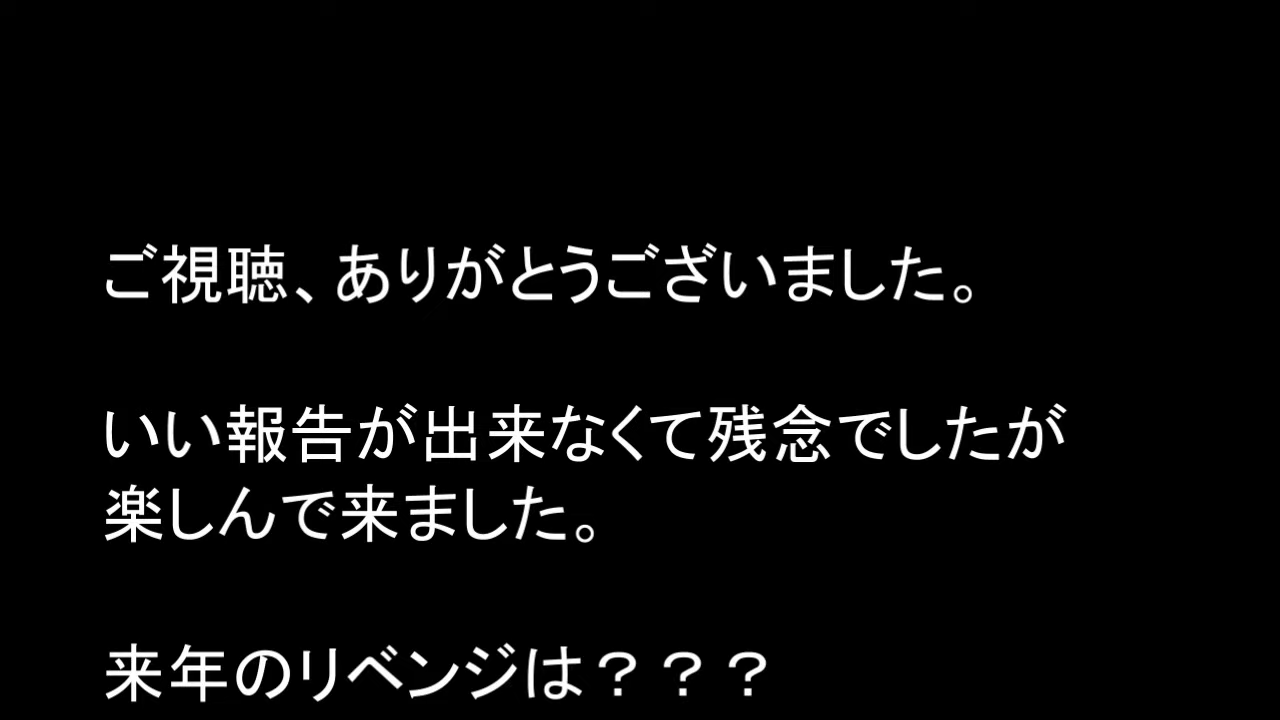 ご視聴、ありがとうございました。
いい報告が出来なくて残念でしたが
楽しんで来ました。
来年のリベンジは？？？